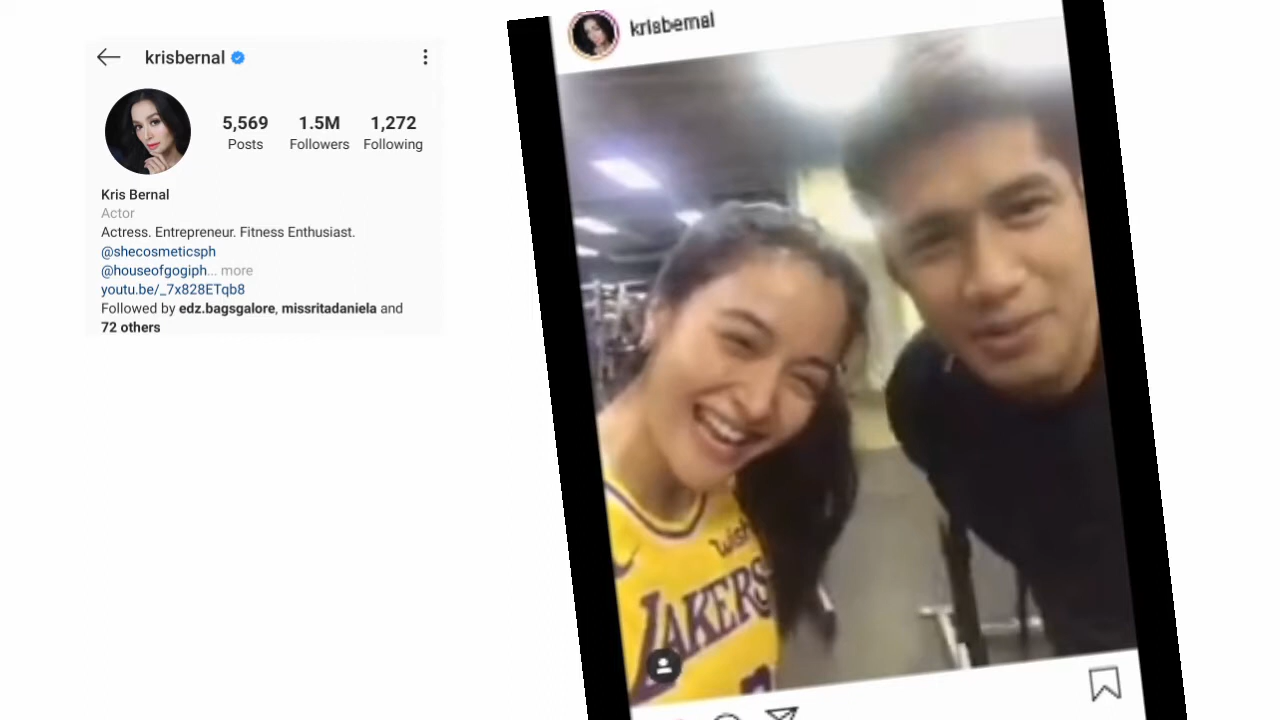 krisbernal
5,569 1.5M 1,272
Posts Followers Following
Kris Bernal
Actor
Actress. Entrepreneur. Fitness Enthusiast.
@shecosmeticsph
@houseofgogiph... more
youtu.be/_7x828ETqb8
Followed by edz.bagsgalore, missritadaniela and
72 others
krisbernal
wish
LAKERS